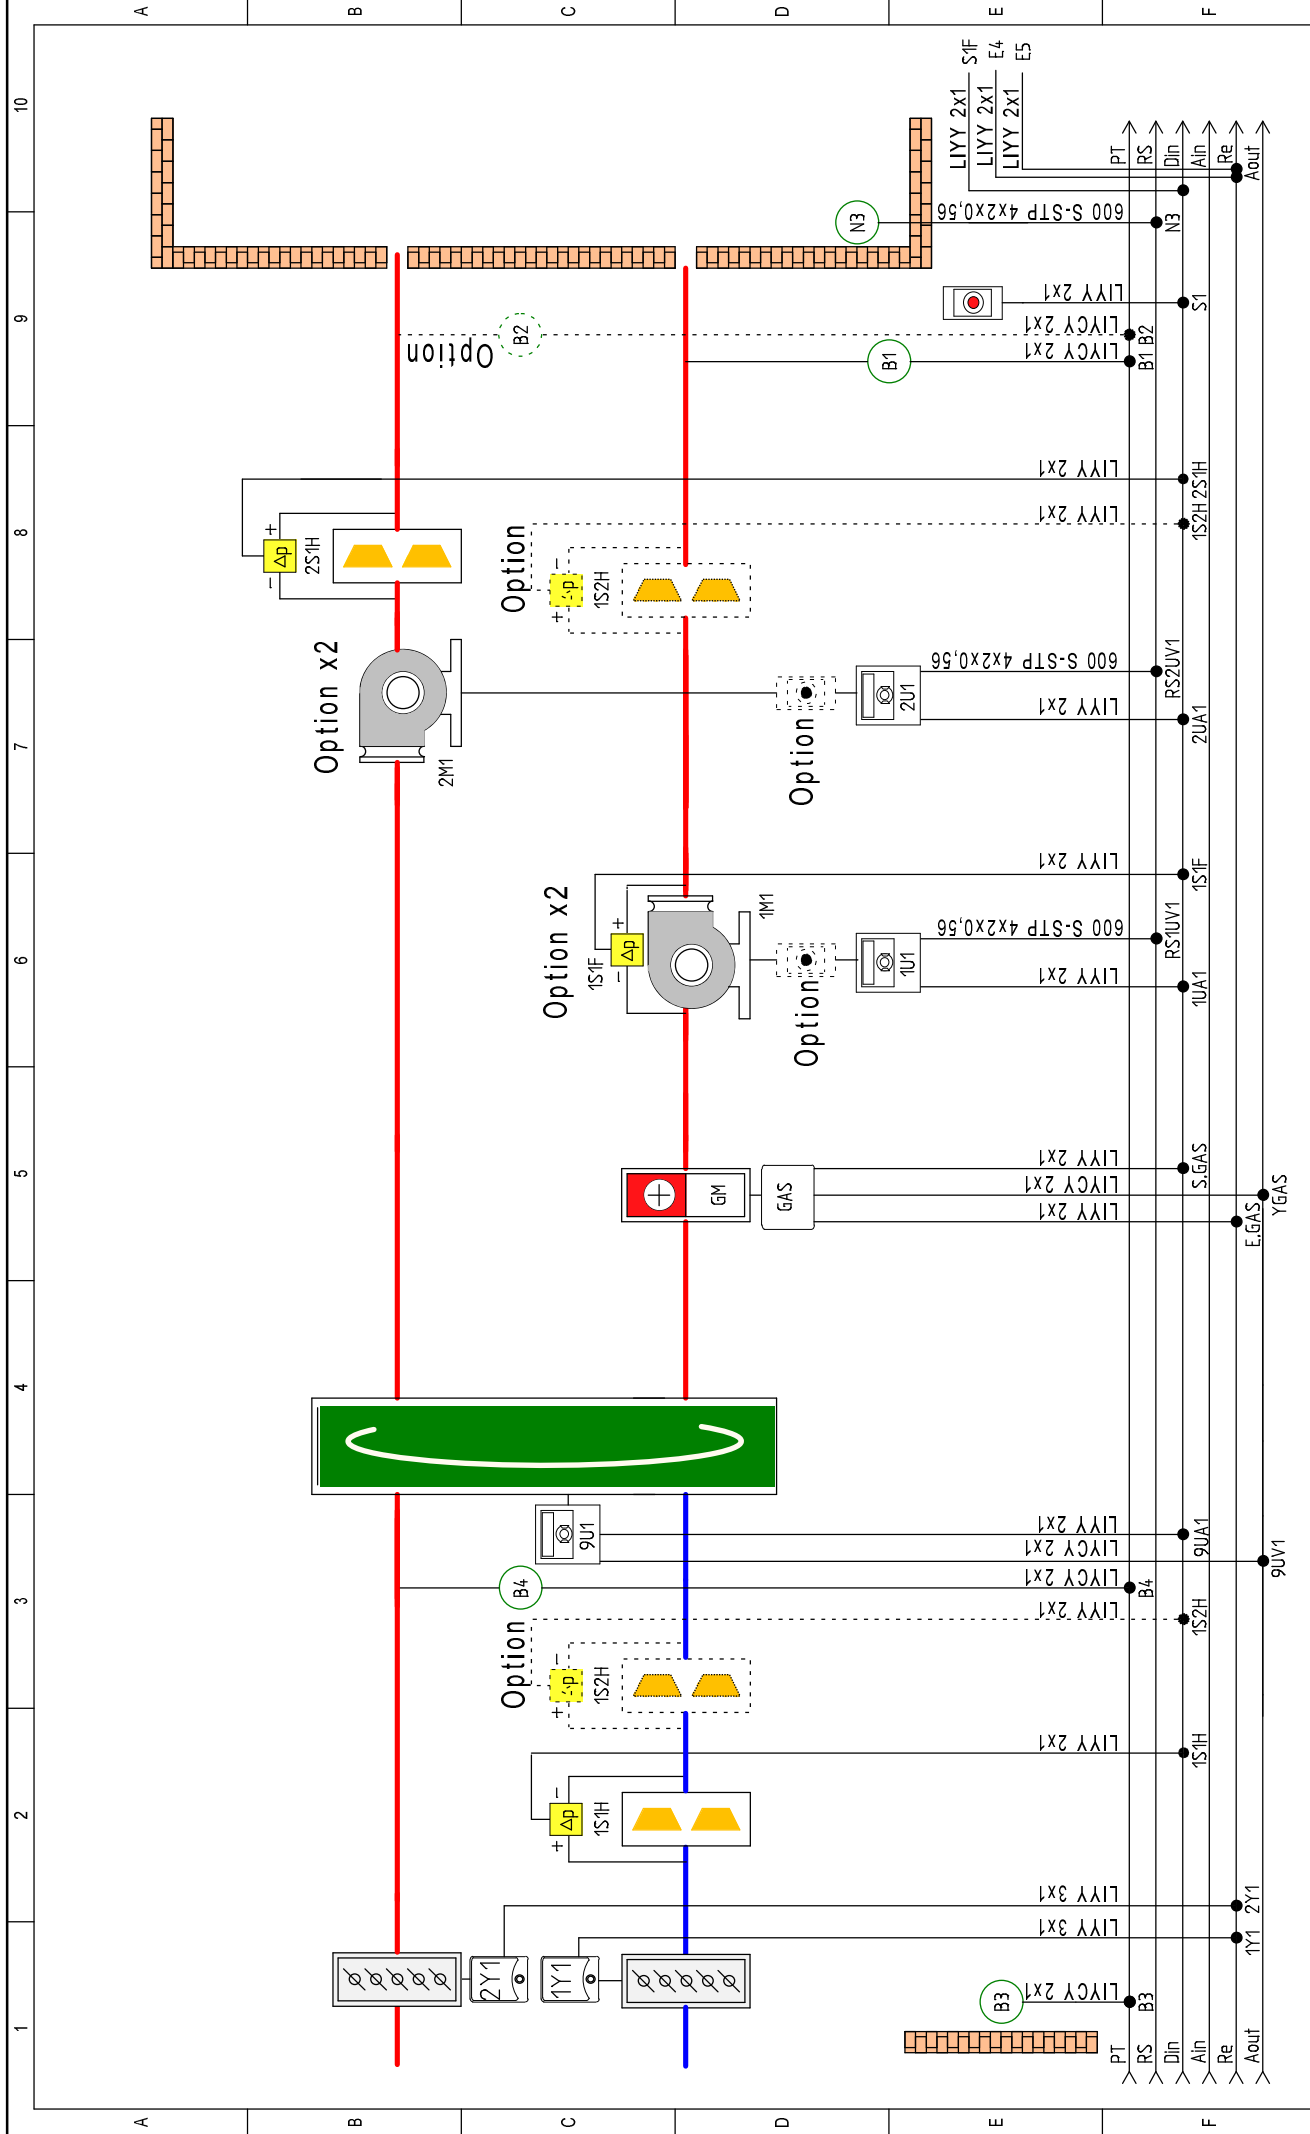 A
B
C
D
E
F
10
9
8
7
6
5
4
3
2
1
S1F
E4
E5
LIYY 2x1
LIYY 2x1
LIYY 2x1
PT
RS
Din
Ain
Re
Aout
N3
600 S-STP 4x2x0,56
N3
LIYY 2x1
S1
B2
Option
LIYCY 2x1
B2
B1
LIYCY 2x1
B1
Δp
+
-
2S1H
LIYY 2x1
2S1H
Option
Δp
+
-
1S2H
LIYY 2x1
1S2H
Option x2
2M1
Option
2U1
600 S-STP 4x2x0,56
RS2UV1
LIYY 2x1
2UA1
Option x2
1S1F
Δp
+
-
1M1
LIYY 2x1
1S1F
Option
1U1
600 S-STP 4x2x0,56
RS1UV1
LIYY 2x1
1UA1
GM
GAS
LIYY 2x1
S.GAS
LIYCY 2x1
YGAS
LIYY 2x1
E.GAS
9U1
LIYY 2x1
9UA1
LIYCY 2x1
9UV1
B4
LIYCY 2x1
B4
Option
Δp
+
-
1S2H
LIYY 2x1
1S2H
Δp
+
-
1S1H
LIYY 2x1
1S1H
2Y1
LIYY 3x1
2Y1
1Y1
LIYY 3x1
1Y1
B3
LIYCY 2x1
B3
PT
RS
Din
Ain
Re
Aout
A
B
C
D
E
F